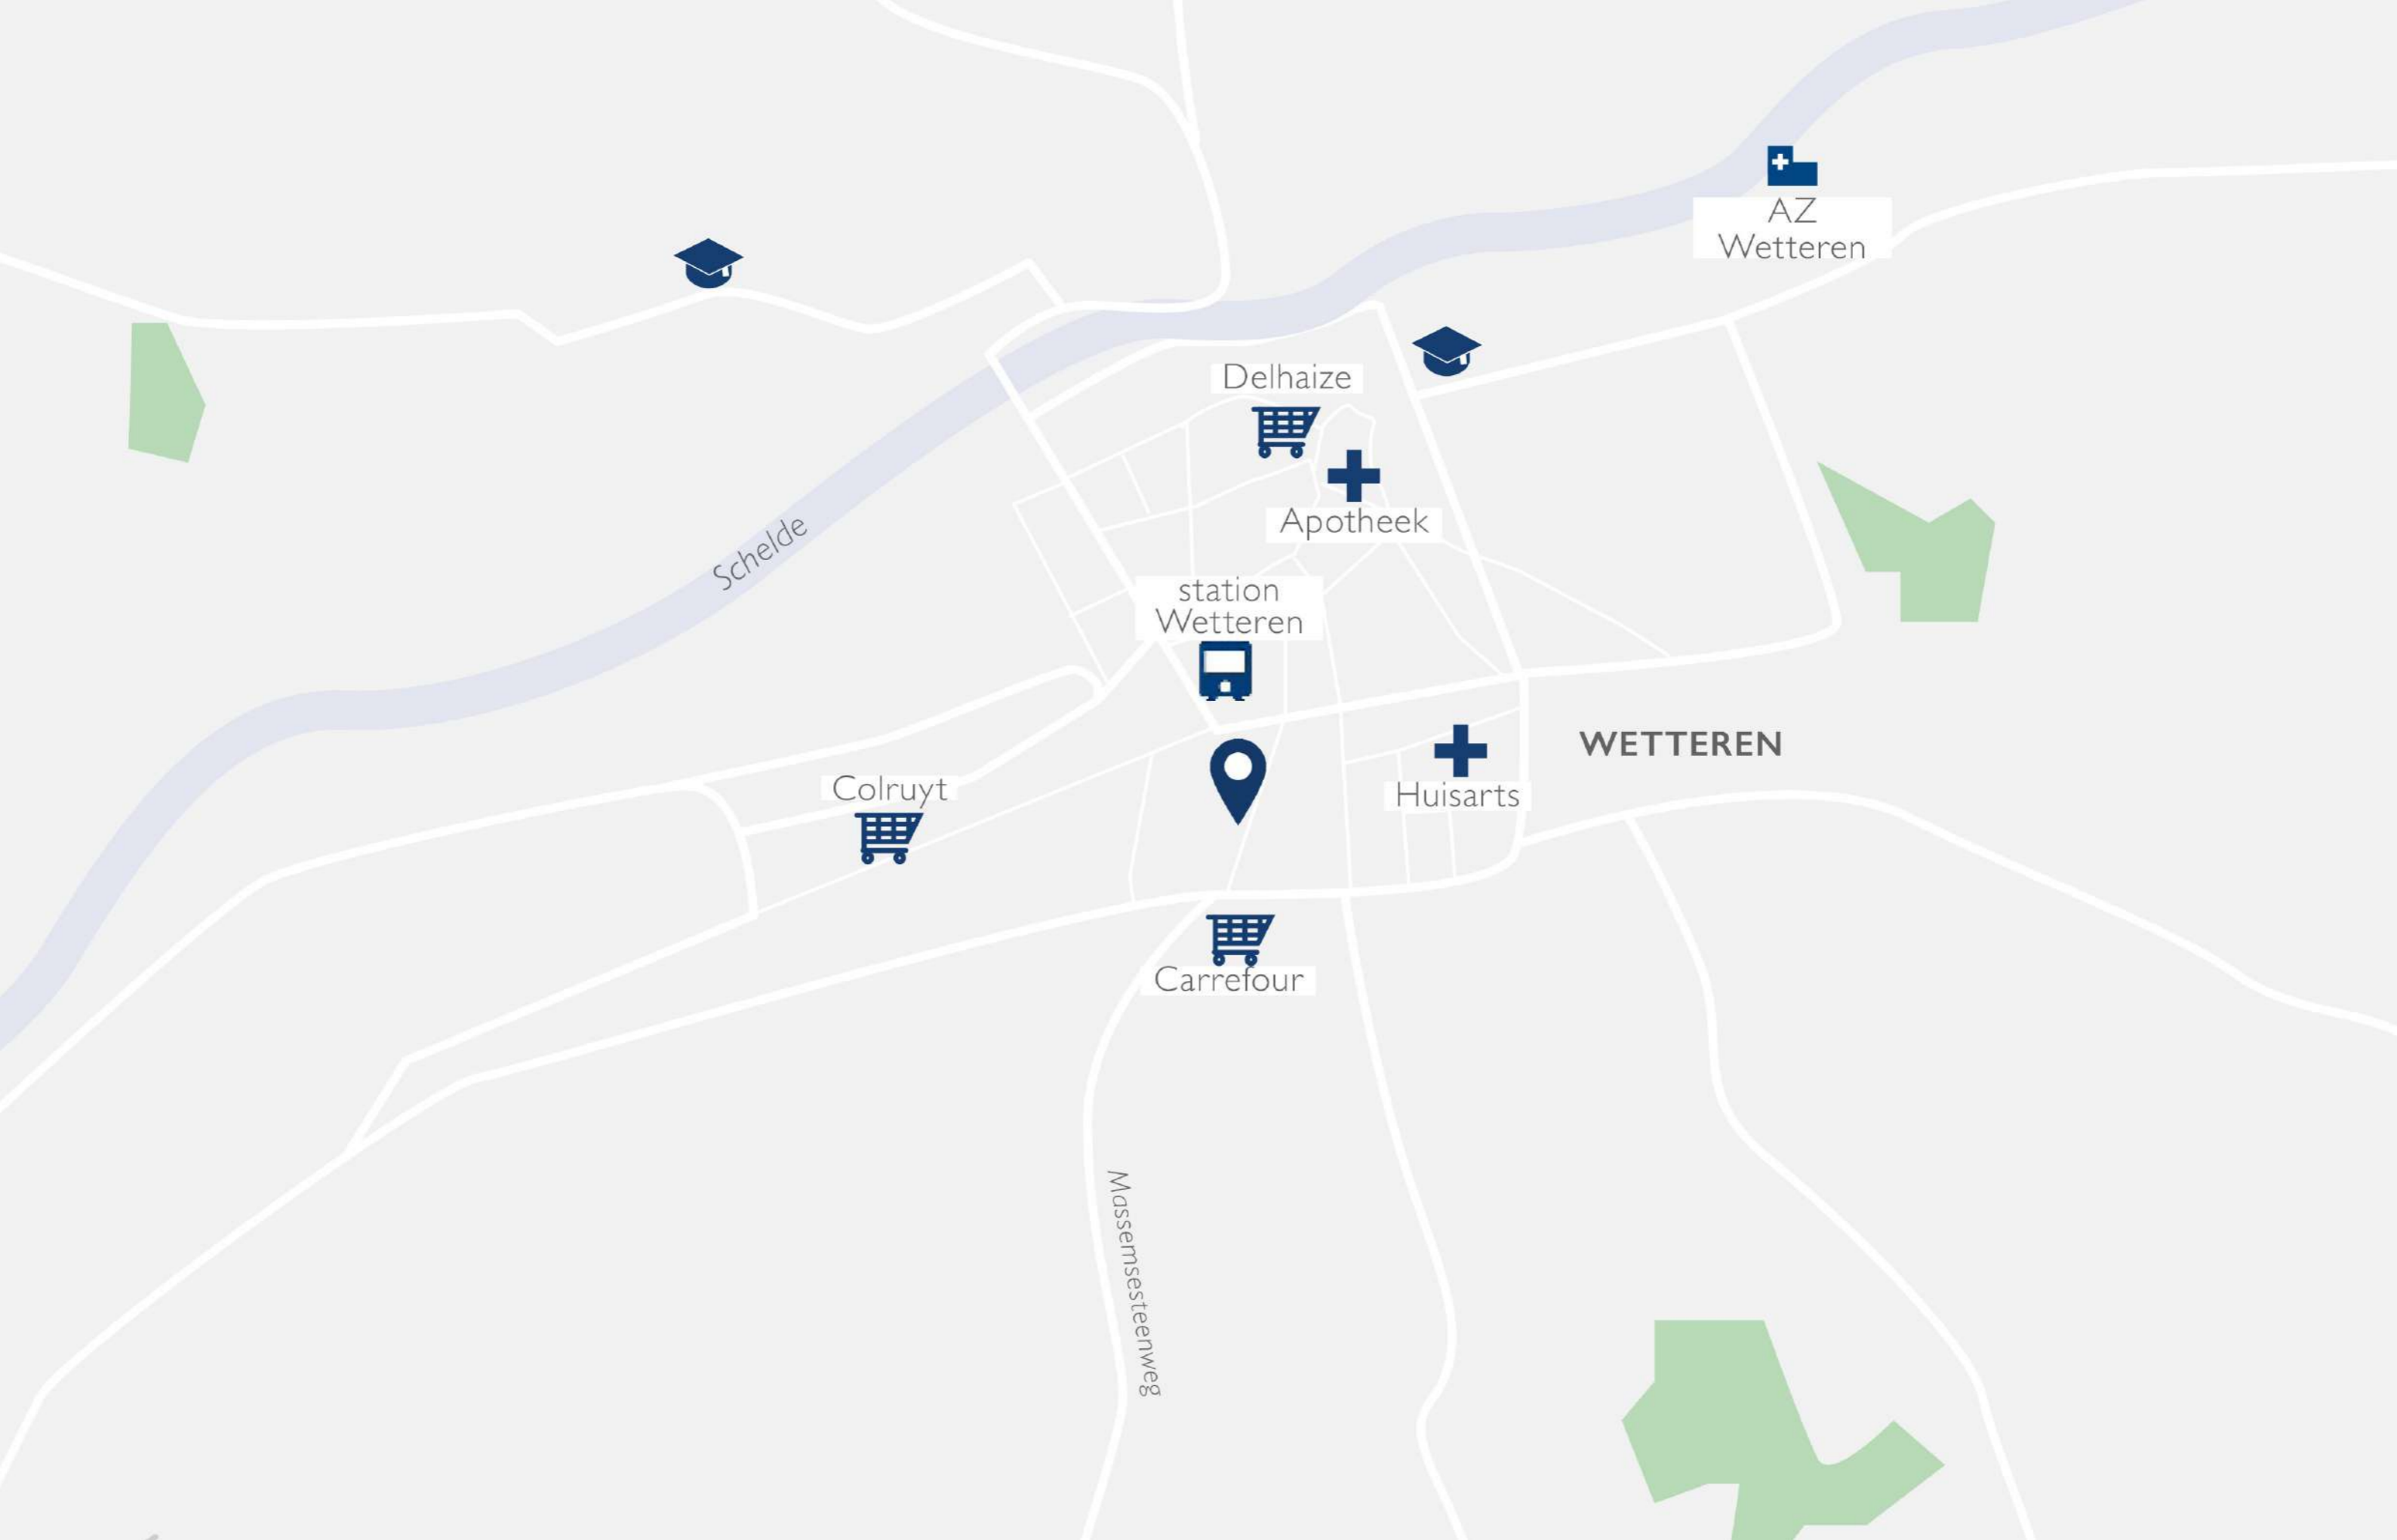 AZ
Wetteren
Delhaize
Apotheek
Schelde
station
Wetteren
WETTEREN
Colruyt
Huisarts
Carrefour
Massemsesteenweg